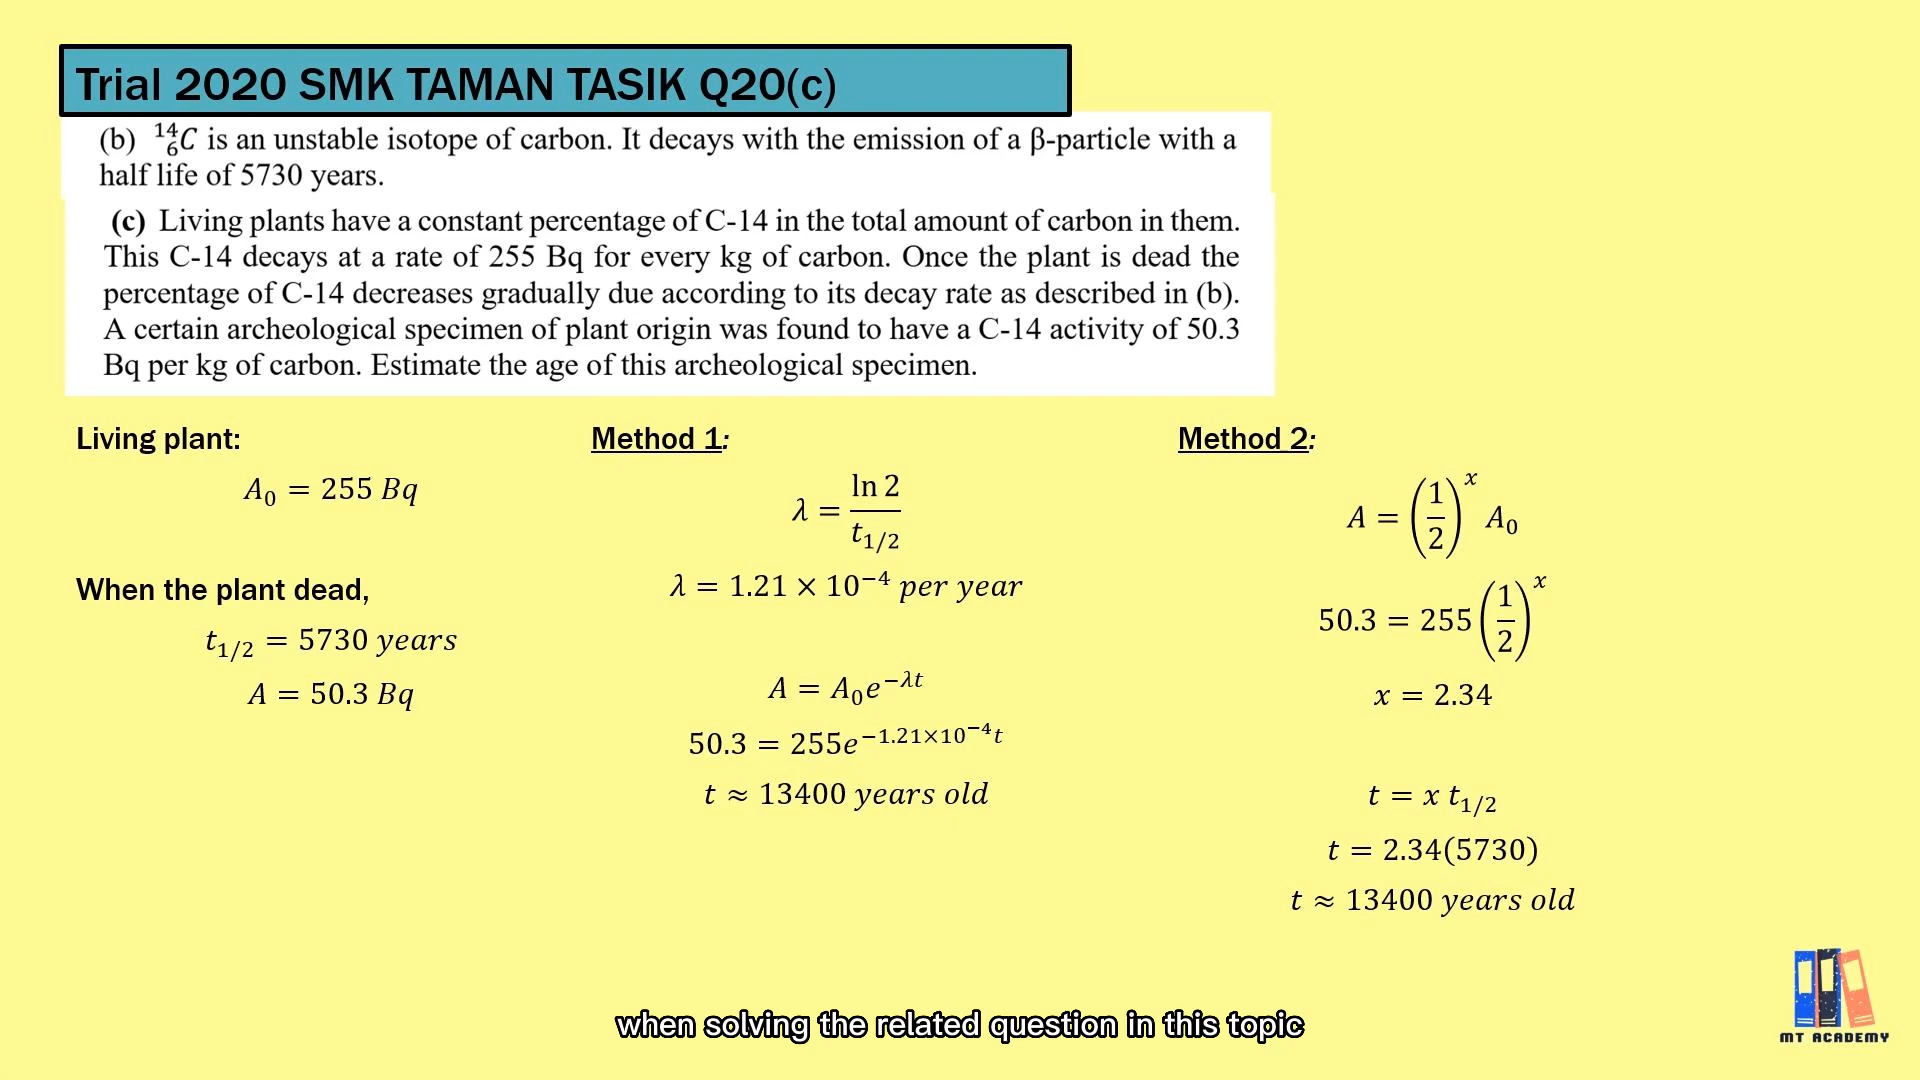 Trial 2020 SMK TAMAN TASIK Q20(c)
(b) ¹⁴₆C is an unstable isotope of carbon. It decays with the emission of a β-particle with a
half life of 5730 years.
(c) Living plants have a constant percentage of C-14 in the total amount of carbon in them.
This C-14 decays at a rate of 255 Bq for every kg of carbon. Once the plant is dead the
percentage of C-14 decreases gradually due according to its decay rate as described in (b).
A certain archeological specimen of plant origin was found to have a C-14 activity of 50.3
Bq per kg of carbon. Estimate the age of this archeological specimen.
Living plant:
A₀ = 255 Bq
When the plant dead,
t₁/₂ = 5730 years
A = 50.3 Bq
Method 1:
λ = ln 2 / t₁/₂
λ = 1.21 × 10⁻⁴ per year
A = A₀e^(−λt)
50.3 = 255e^(−1.21×10⁻⁴t)
t ≈ 13400 years old
Method 2:
A = (1/2)^x A₀
50.3 = 255(1/2)^x
x = 2.34
t = x t₁/₂
t = 2.34(5730)
t ≈ 13400 years old
when solving the related question in this topic
MT ACADEMY